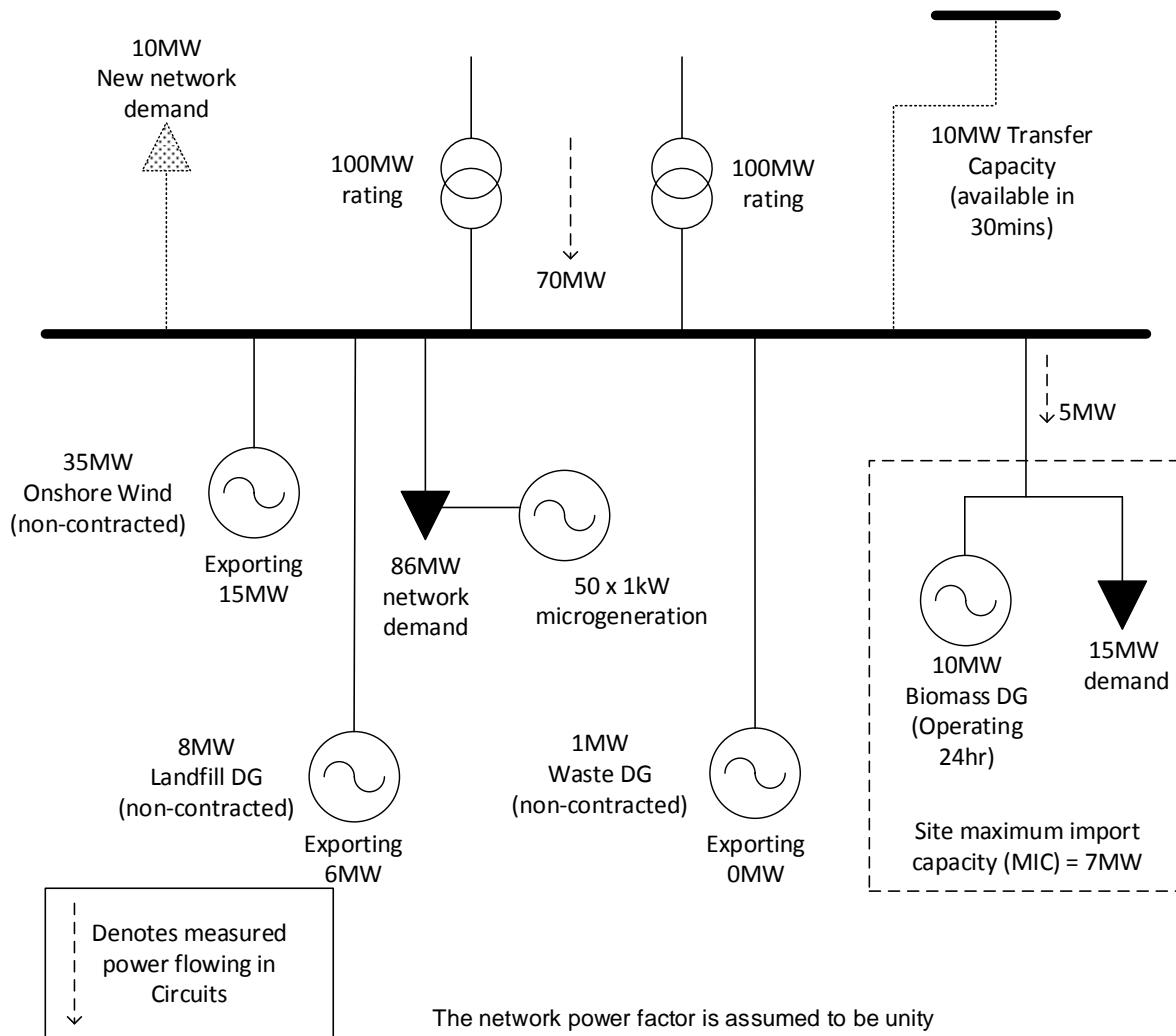 10MW
New network
demand
100MW
rating
70MW
100MW
rating
10MW Transfer
Capacity
(available in
30mins)
5MW
35MW
Onshore Wind
(non-contracted)
Exporting
15MW
86MW
network
demand
50 x 1kW
microgeneration
10MW
Biomass DG
(Operating
24hr)
15MW
demand
8MW
Landfill DG
(non-contracted)
Exporting
6MW
1MW
Waste DG
(non-contracted)
Exporting
0MW
Site maximum import
capacity (MIC) = 7MW
Denotes measured
power flowing in
Circuits
The network power factor is assumed to be unity